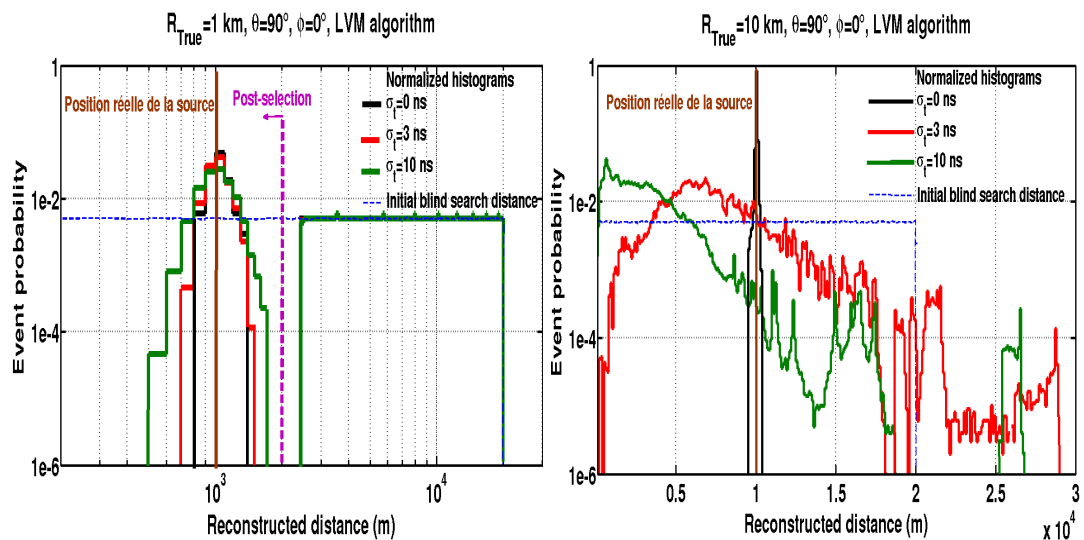 R_True=1 km, θ=90°, ϕ=0°, LVM algorithm
Event probability
1
1e-2
1e-4
1e-6
Position réelle de la source
Post-selection
Normalized histograms
σ_t=0 ns
σ_t=3 ns
σ_t=10 ns
Initial blind search distance
10^3
10^4
Reconstructed distance (m)
R_True=10 km, θ=90°, ϕ=0°, LVM algorithm
Event probability
1
1e-2
1e-4
1e-6
Position réelle de la source
Normalized histograms
σ_t=0 ns
σ_t=3 ns
σ_t=10 ns
Initial blind search distance
0.5
1
1.5
2
2.5
3
Reconstructed distance (m)
x 10^4